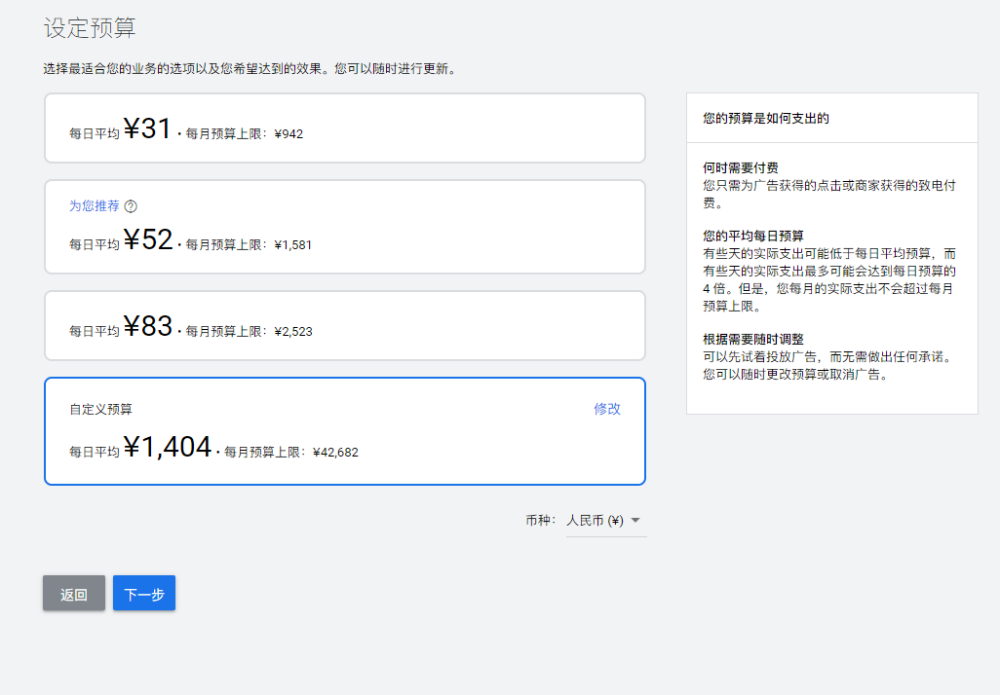 设定预算
选择最适合您的业务的选项以及您希望达到的效果。您可以随时进行更新。
每日平均 ¥31 · 每月预算上限：¥942
为您推荐 ?
每日平均 ¥52 · 每月预算上限：¥1,581
每日平均 ¥83 · 每月预算上限：¥2,523
自定义预算 修改
每日平均 ¥1,404 · 每月预算上限：¥42,682
币种： 人民币 (¥)
返回 下一步
您的预算是如何支出的
何时需要付费
您只需为广告获得的点击或商家获得的致电付
费。
您的平均每日预算
有些天的实际支出可能低于每日平均预算，而
有些天的实际支出最多可能会达到每日预算的
4 倍。但是，您每月的实际支出不会超过每月
预算上限。
根据需要随时调整
可以先试着投放广告，而无需做出任何承诺。
您可以随时更改预算或取消广告。